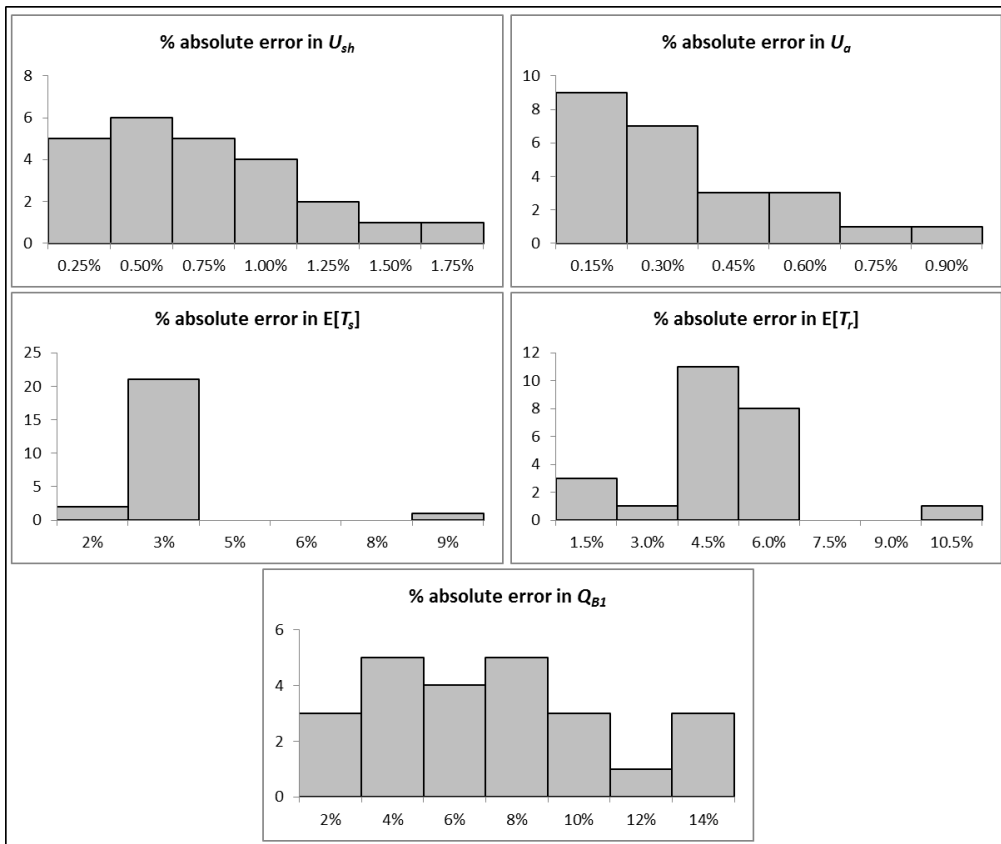 % absolute error in Ush
8
6
4
2
0
0.25% 0.50% 0.75% 1.00% 1.25% 1.50% 1.75%
% absolute error in Ua
10
8
6
4
2
0
0.15% 0.30% 0.45% 0.60% 0.75% 0.90%
% absolute error in E[Ts]
25
20
15
10
5
0
2% 3% 5% 6% 8% 9%
% absolute error in E[Tr]
12
10
8
6
4
2
0
1.5% 3.0% 4.5% 6.0% 7.5% 9.0% 10.5%
% absolute error in QB1
6
4
2
0
2% 4% 6% 8% 10% 12% 14%